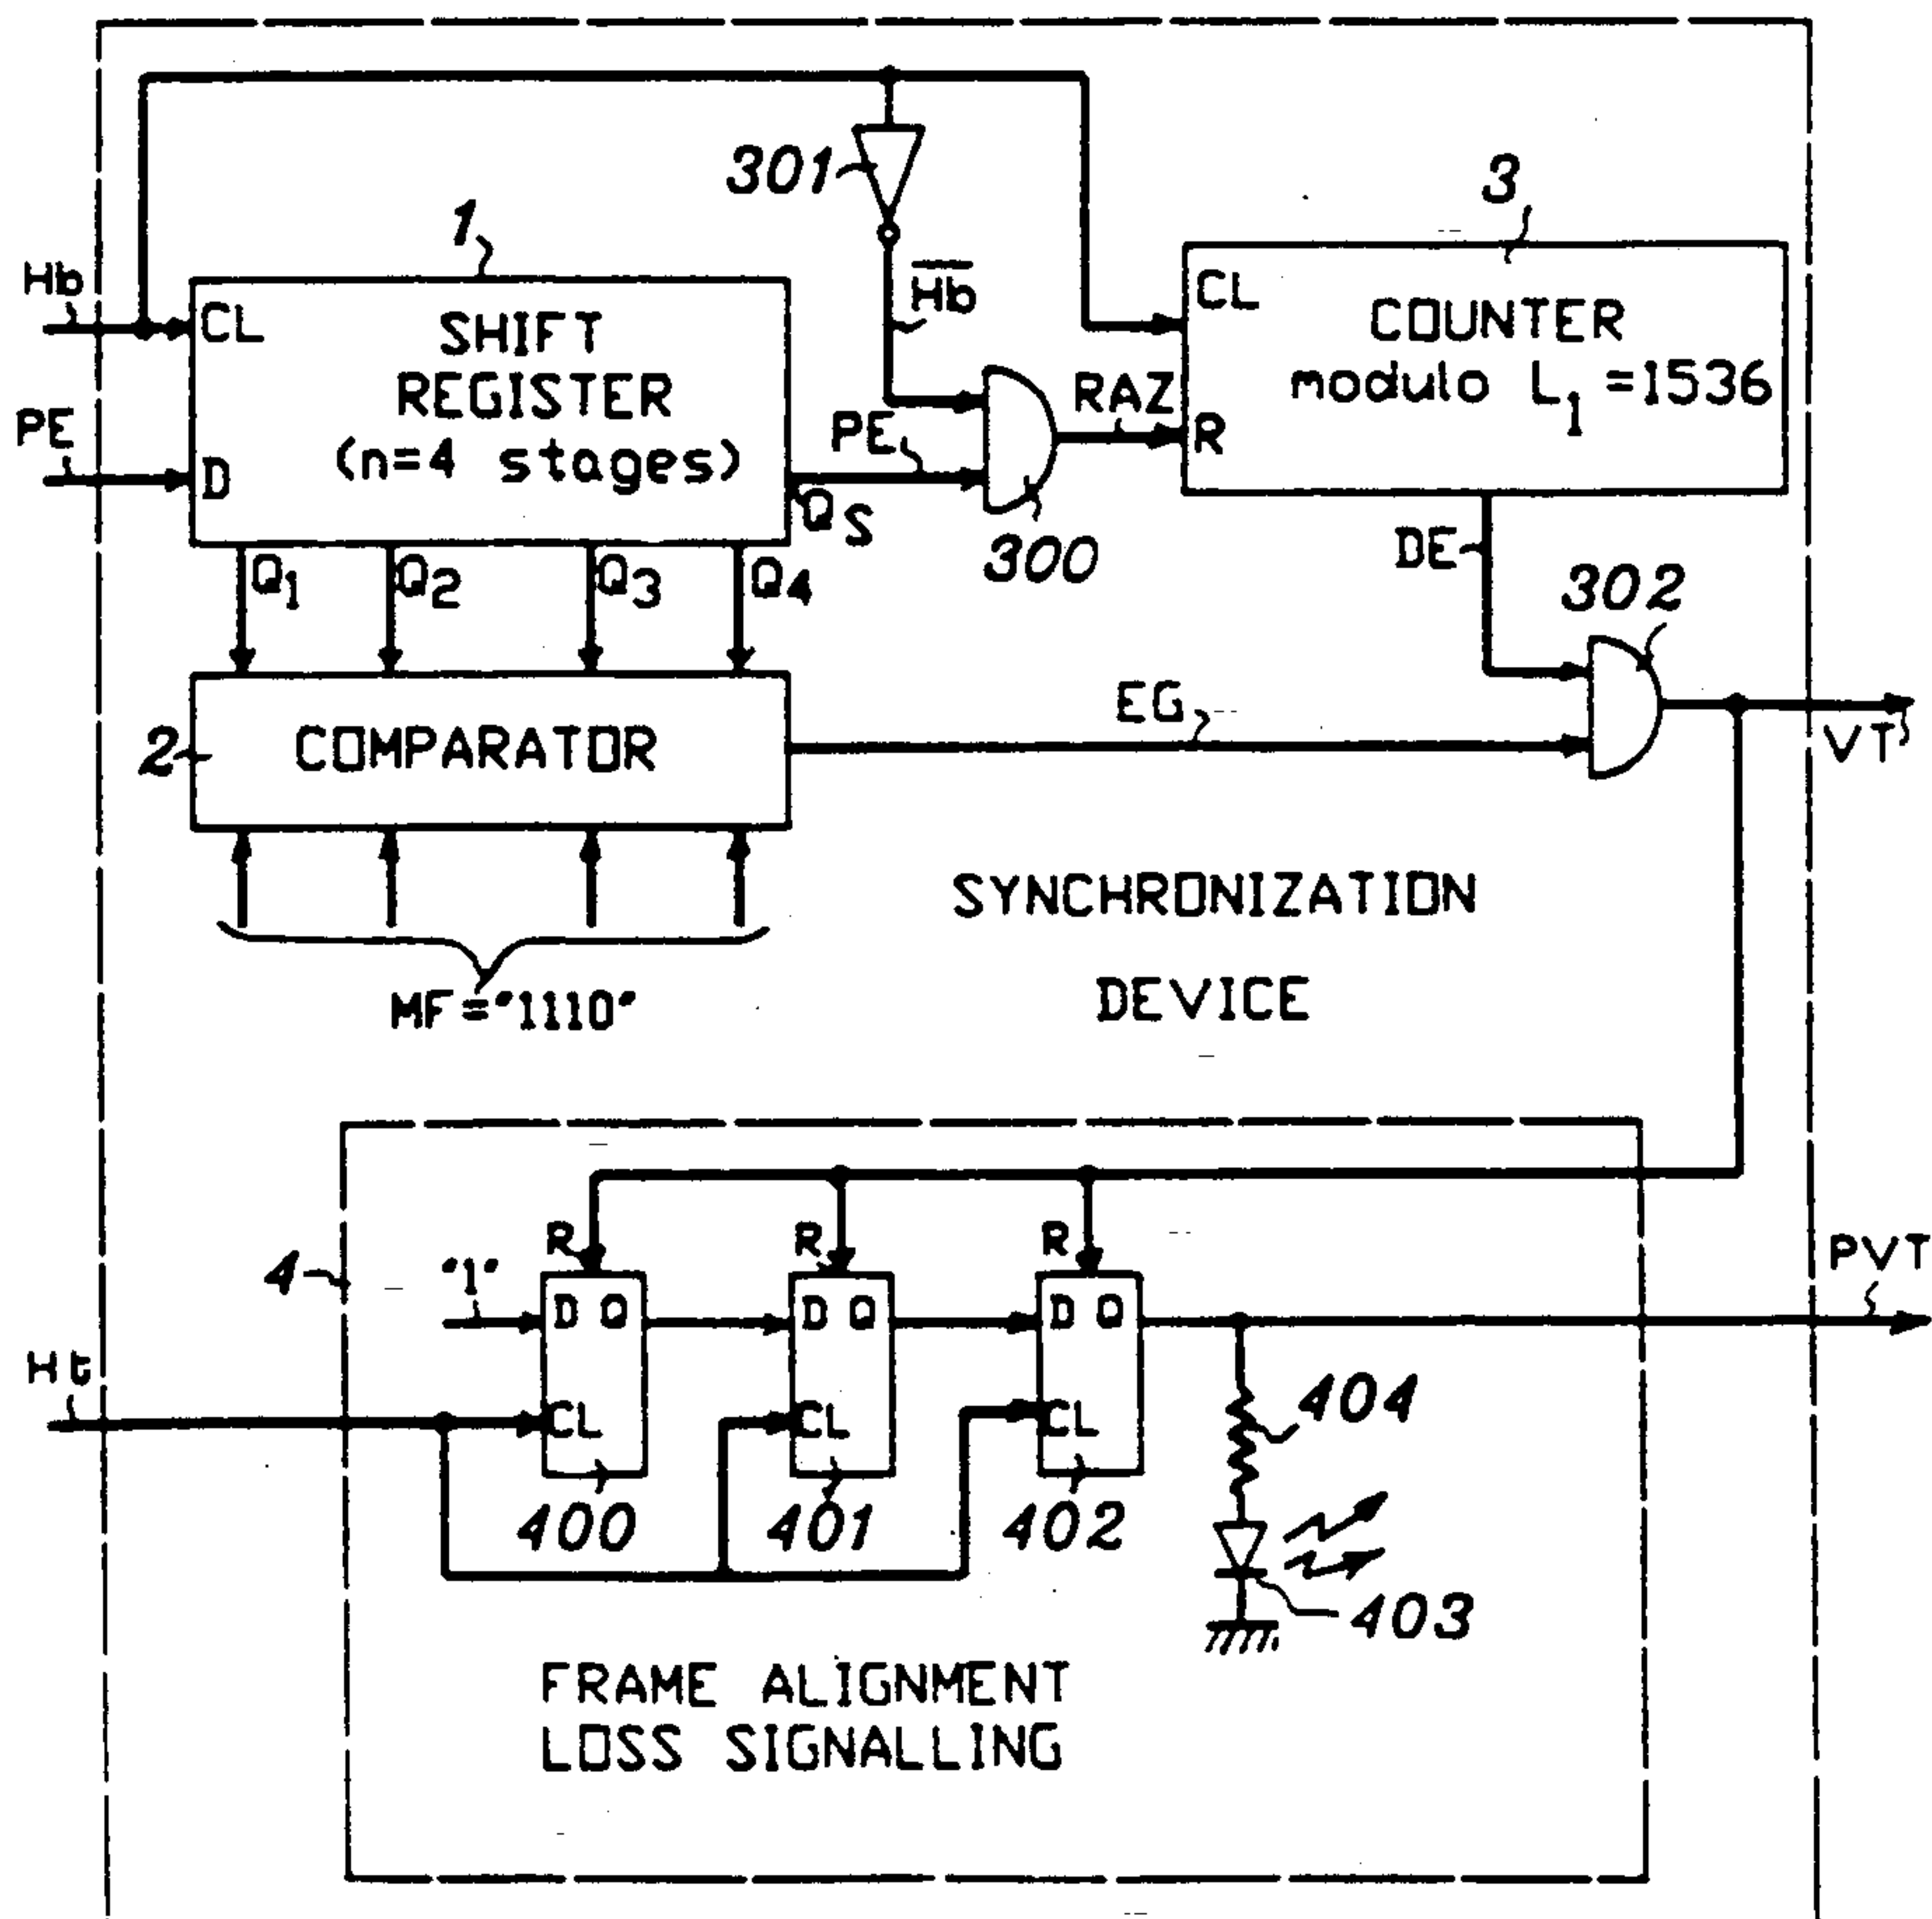 301
3
1
Hb
Hb
CL
SHIFT
REGISTER
(n=4 stages)
CL
COUNTER
modulo L1 =1536
PE
D
PE
RAZ
R
QS
300
DE
302
Q1
Q2
Q3
Q4
EG
2
COMPARATOR
VT
SYNCHRONIZATION
DEVICE
MF="1110"
4
"1"
R
R
R
PVT
D Q
D Q
D Q
Ht
CL
CL
CL
404
400
401
402
403
FRAME ALIGNMENT
LOSS SIGNALLING